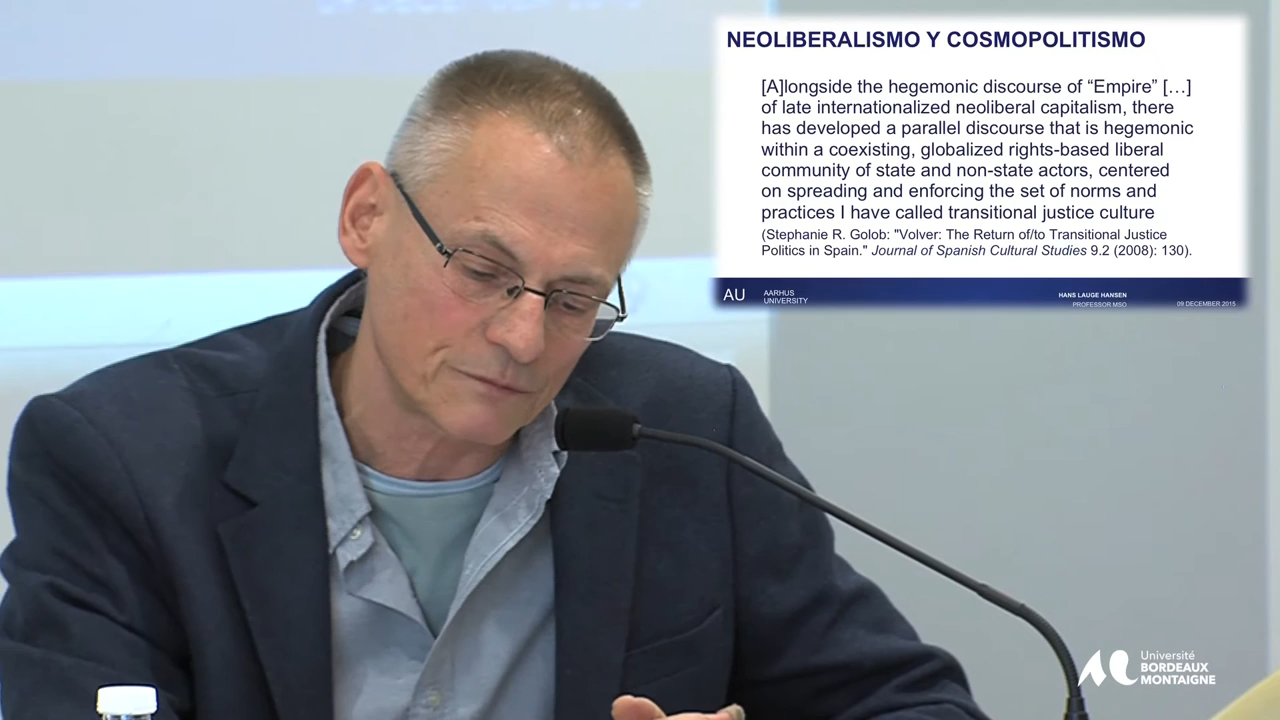 NEOLIBERALISMO Y COSMOPOLITISMO
[A]longside the hegemonic discourse of “Empire” […]
of late internationalized neoliberal capitalism, there
has developed a parallel discourse that is hegemonic
within a coexisting, globalized rights-based liberal
community of state and non-state actors, centered
on spreading and enforcing the set of norms and
practices I have called transitional justice culture
(Stephanie R. Golob: "Volver: The Return of/to Transitional Justice
Politics in Spain." Journal of Spanish Cultural Studies 9.2 (2008): 130).
AU
AARHUS
UNIVERSITY
HANS LAUGE HANSEN
PROFESSOR MSO
09 DECEMBER 2015
Université
BORDEAUX
MONTAIGNE